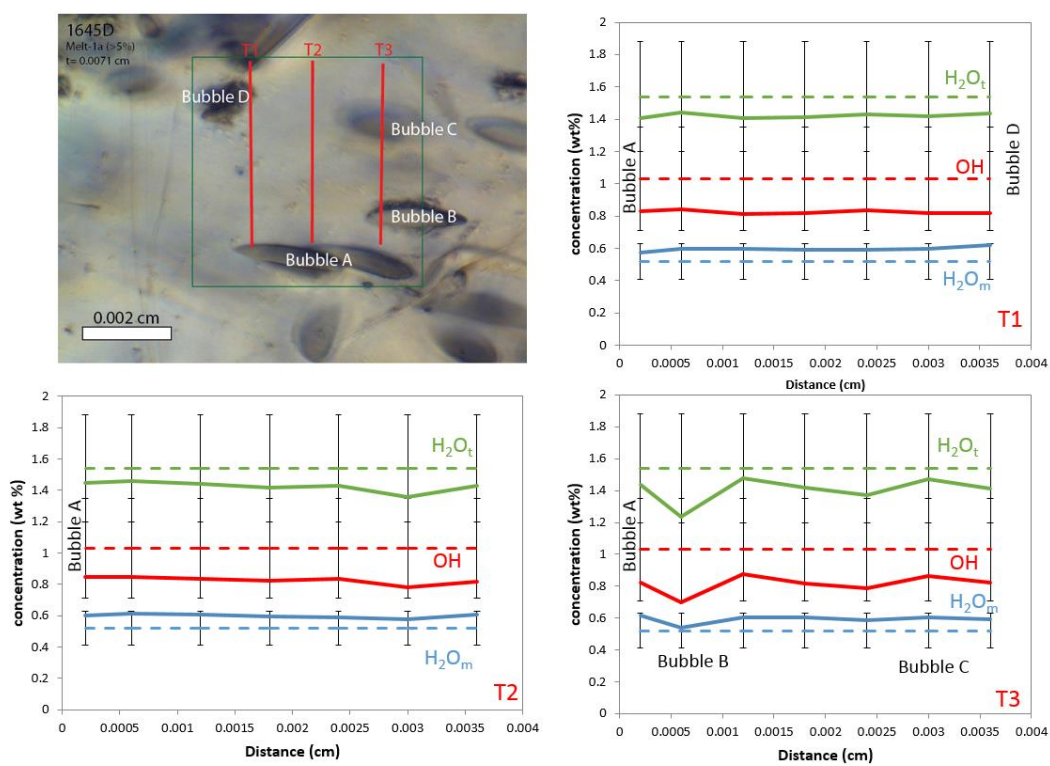 1645D
Melt-1a (>5%)
t= 0.0071 cm
T1
T2
T3
Bubble D
Bubble C
Bubble B
Bubble A
0.002 cm
2
1.8
1.6
1.4
1.2
1
0.8
0.6
0.4
0.2
0
concentration (wt%)
Bubble A
H₂Oₜ
OH
H₂Oₘ
Bubble D
T1
0
0.0005
0.001
0.0015
0.002
0.0025
0.003
0.0035
0.004
Distance (cm)
2
1.8
1.6
1.4
1.2
1
0.8
0.6
0.4
0.2
0
concentration (wt %)
Bubble A
H₂Oₜ
OH
H₂Oₘ
T2
0
0.0005
0.001
0.0015
0.002
0.0025
0.003
0.0035
0.004
Distance (cm)
2
1.8
1.6
1.4
1.2
1
0.8
0.6
0.4
0.2
0
concentration (wt%)
Bubble A
H₂Oₜ
OH
H₂Oₘ
Bubble B
Bubble C
T3
0
0.0005
0.001
0.0015
0.002
0.0025
0.003
0.0035
0.004
Distance (cm)